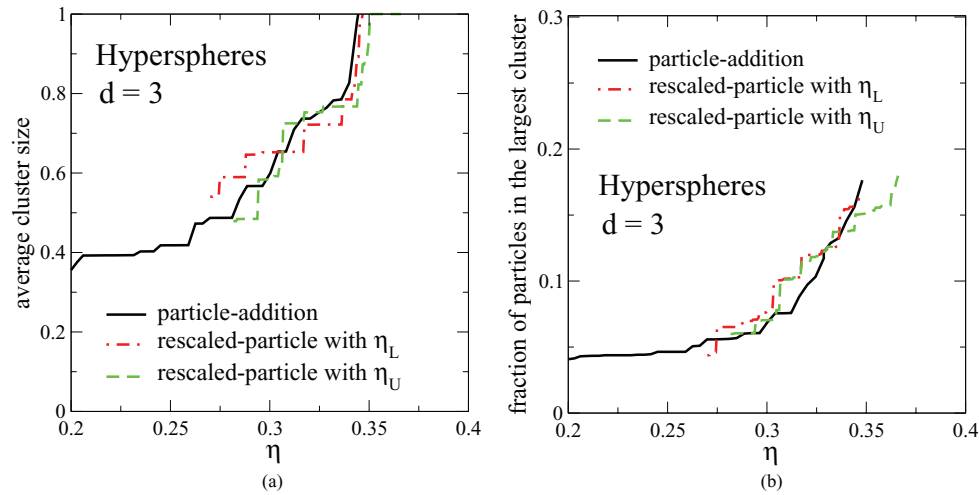 1
0.8
0.6
0.4
0.2
0
average cluster size
Hyperspheres
d = 3
particle-addition
rescaled-particle with η_L
rescaled-particle with η_U
0.2
0.25
0.3
0.35
0.4
η
(a)
0.3
0.2
0.1
0
fraction of particles in the largest cluster
particle-addition
rescaled-particle with η_L
rescaled-particle with η_U
Hyperspheres
d = 3
0.2
0.25
0.3
0.35
0.4
η
(b)